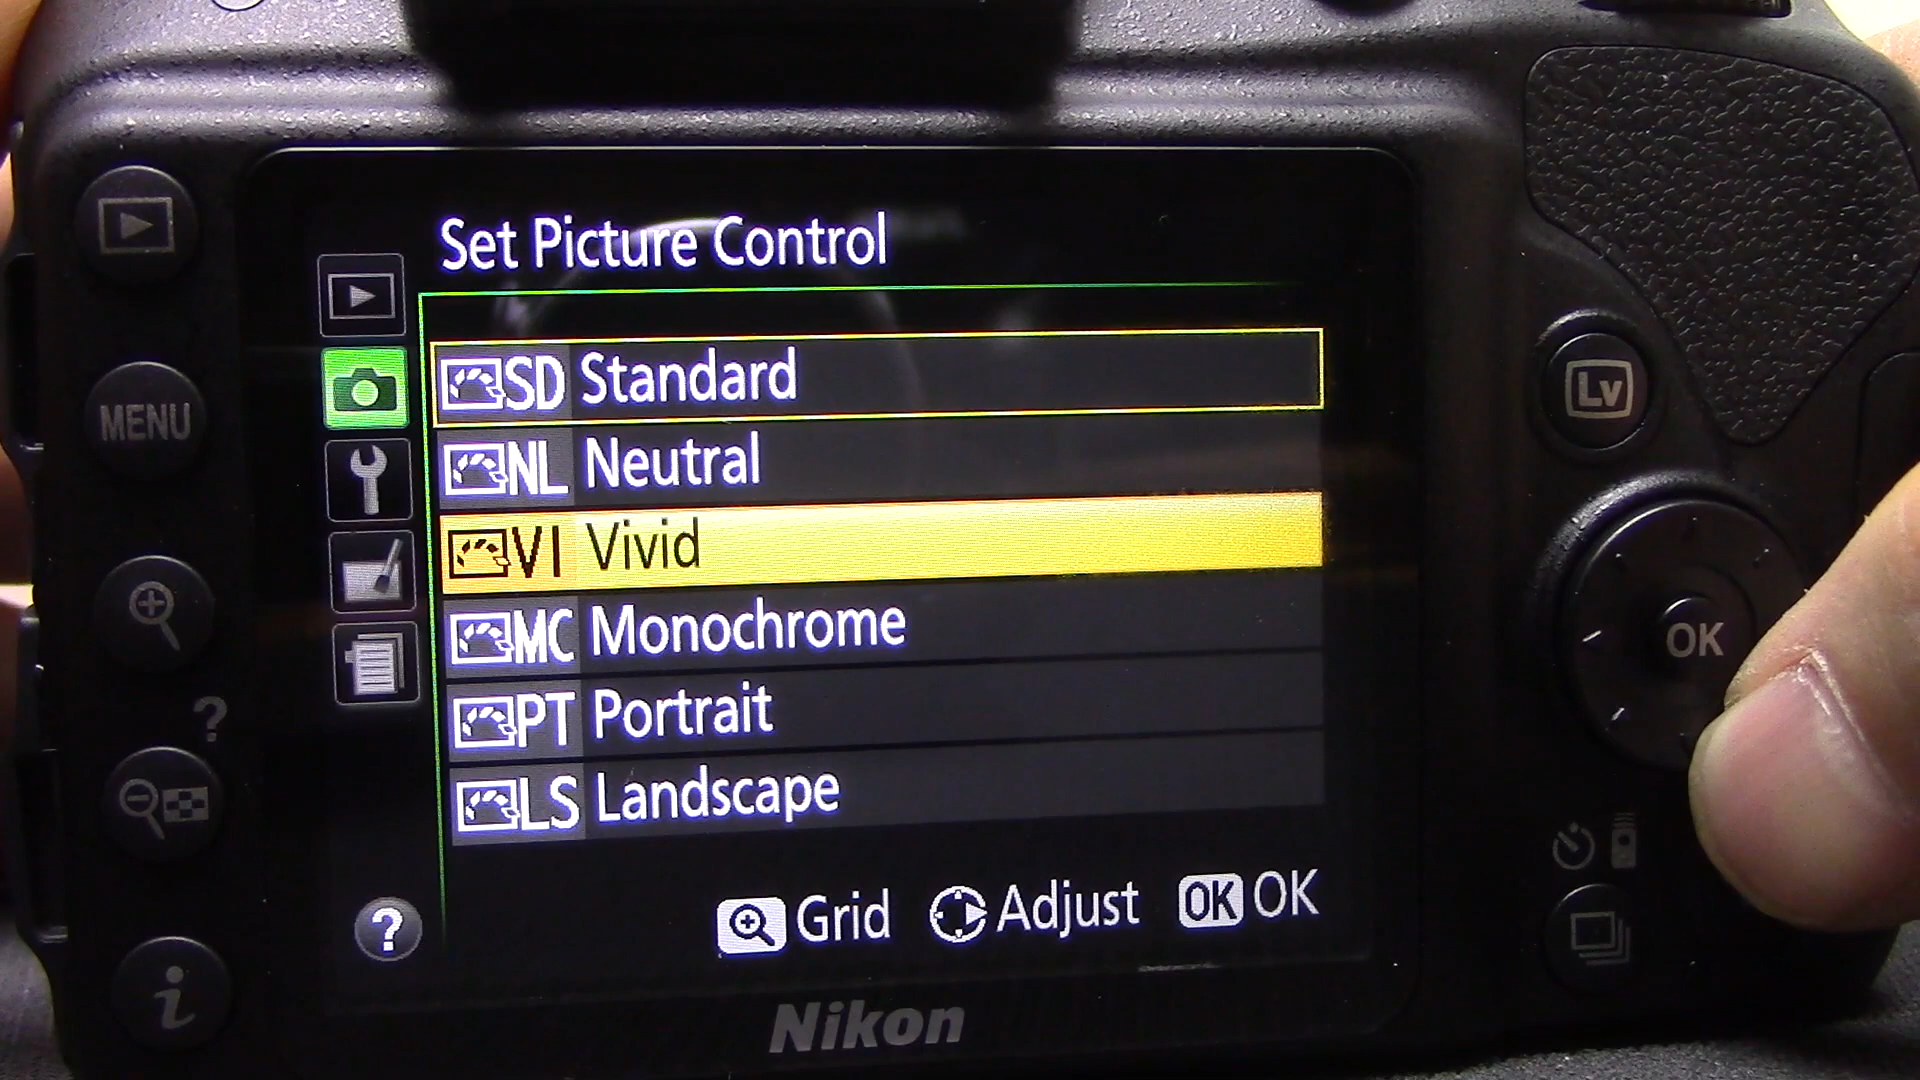 Set Picture Control
SD Standard
NL Neutral
VI Vivid
MC Monochrome
PT Portrait
LS Landscape
? Grid Adjust OK OK
MENU
?
i
Lv
OK
Nikon